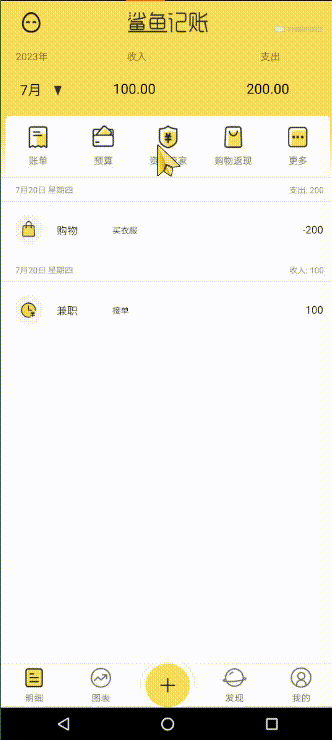 鲨鱼记账
2023年 收入 支出
7月 ▼ 100.00 200.00
账单 预算 资 家 购物返现 更多
7月20日 星期四 支出: 200
购物 买衣服 -200
7月20日 星期四 收入: 100
兼职 接单 100
明细 图表 + 发现 我的